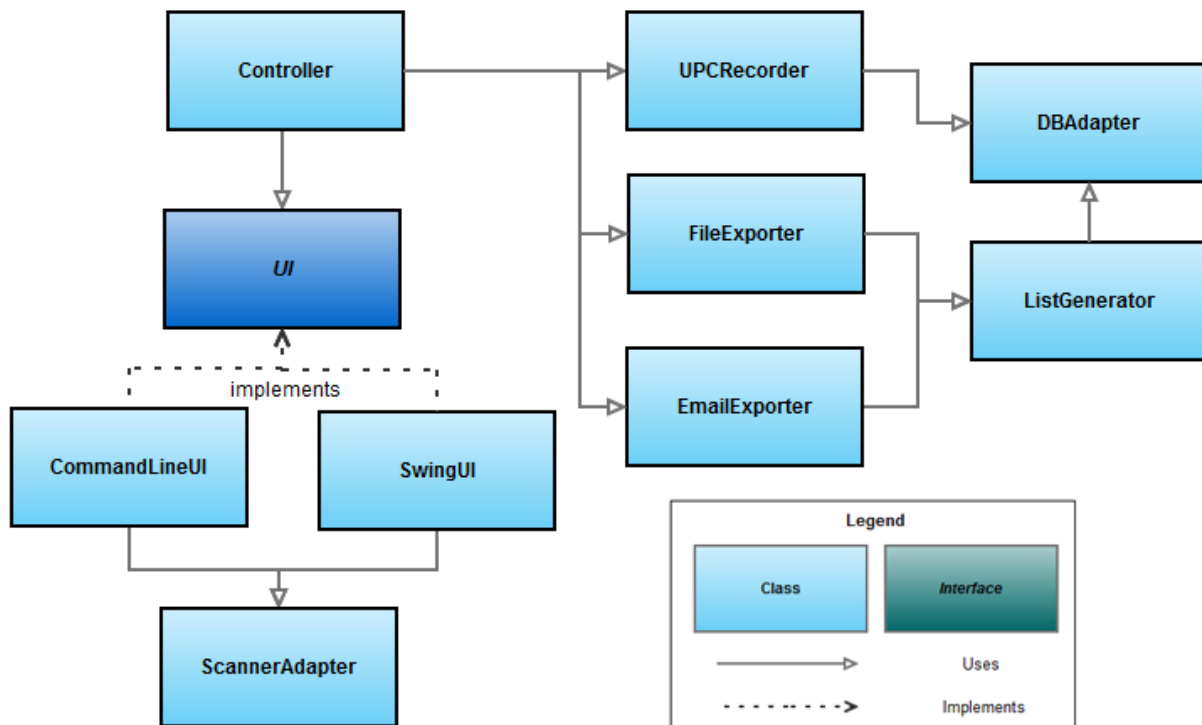 Controller
UPCRecorder
DBAdapter
UI
FileExporter
ListGenerator
implements
EmailExporter
CommandLineUI
SwingUI
ScannerAdapter
Legend
Class
Interface
Uses
Implements